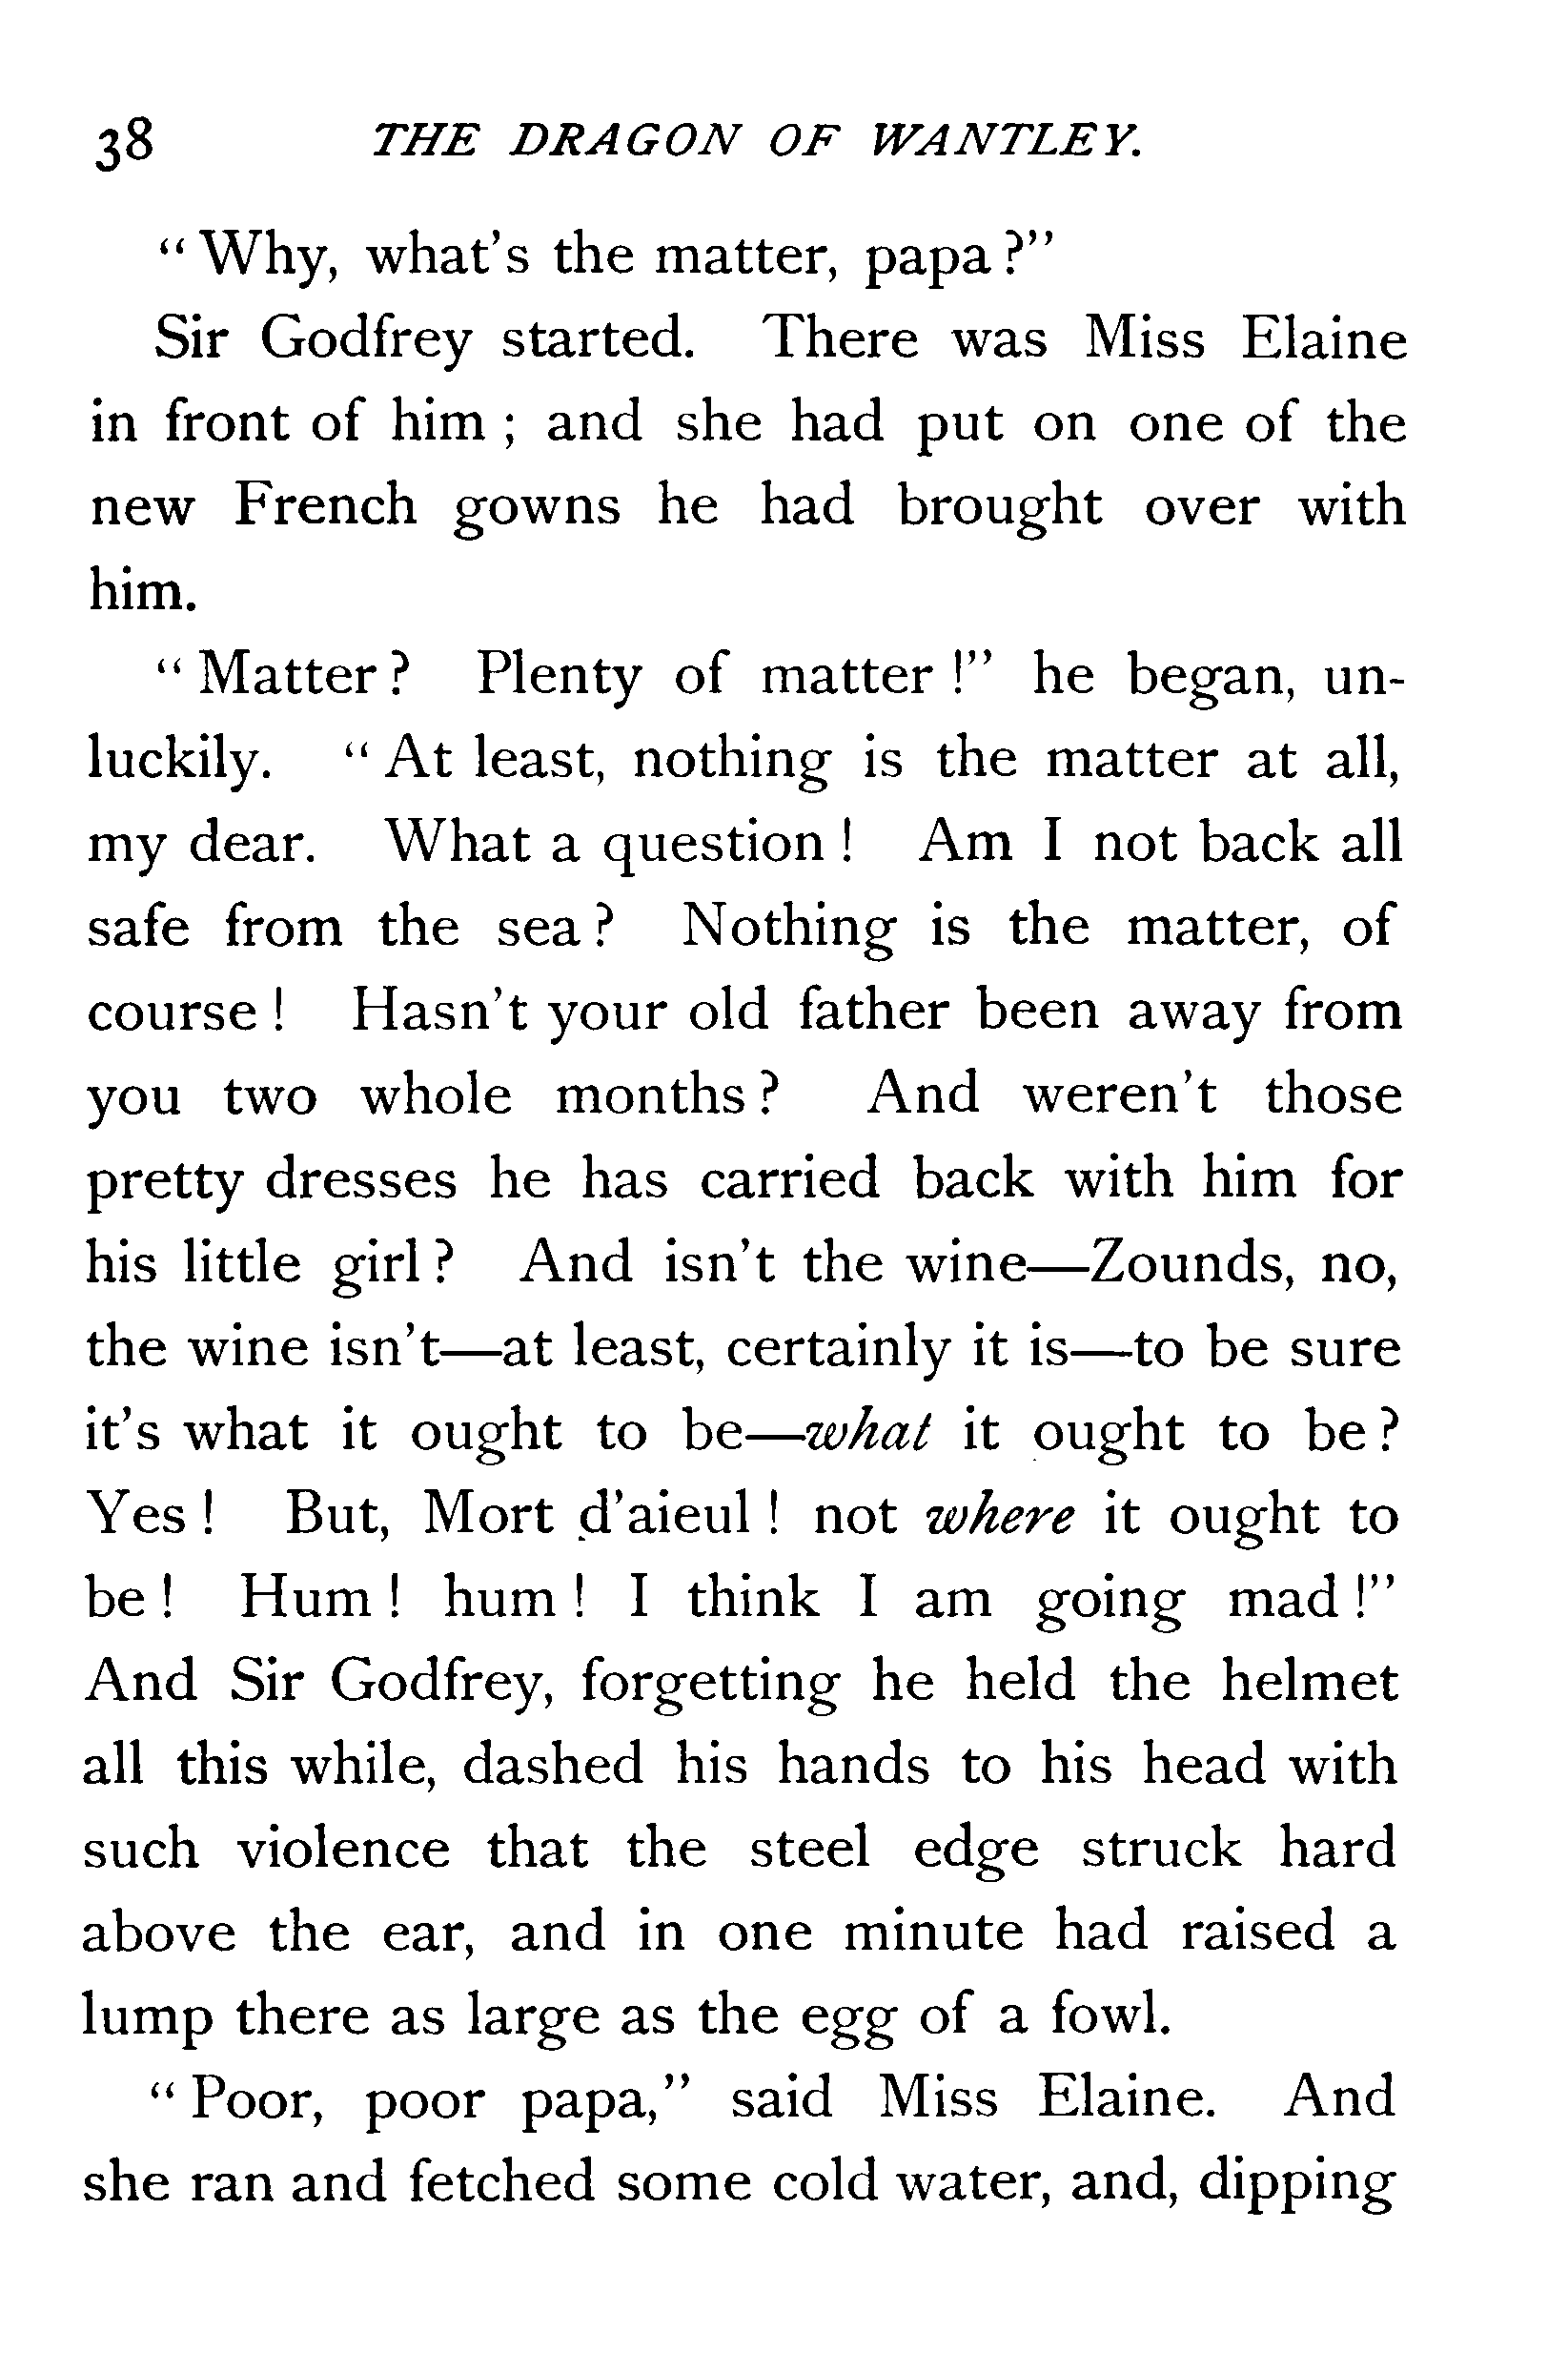 38 THE DRAGON OF WANTLEY.
“Why, what’s the matter, papa?”
Sir Godfrey started. There was Miss Elaine
in front of him; and she had put on one of the
new French gowns he had brought over with
him.
“Matter? Plenty of matter!” he began, un-
luckily. “At least, nothing is the matter at all,
my dear. What a question! Am I not back all
safe from the sea? Nothing is the matter, of
course! Hasn’t your old father been away from
you two whole months? And weren’t those
pretty dresses he has carried back with him for
his little girl? And isn’t the wine—Zounds, no,
the wine isn’t—at least, certainly it is—to be sure
it’s what it ought to be—what it ought to be?
Yes! But, Mort d’aieul! not where it ought to
be! Hum! hum! I think I am going mad!”
And Sir Godfrey, forgetting he held the helmet
all this while, dashed his hands to his head with
such violence that the steel edge struck hard
above the ear, and in one minute had raised a
lump there as large as the egg of a fowl.
“Poor, poor papa,” said Miss Elaine. And
she ran and fetched some cold water, and, dipping